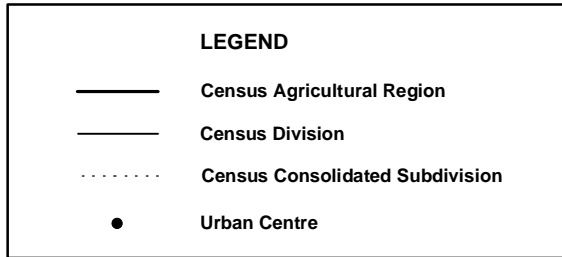 LEGEND
Census Agricultural Region
Census Division
Census Consolidated Subdivision
Urban Centre